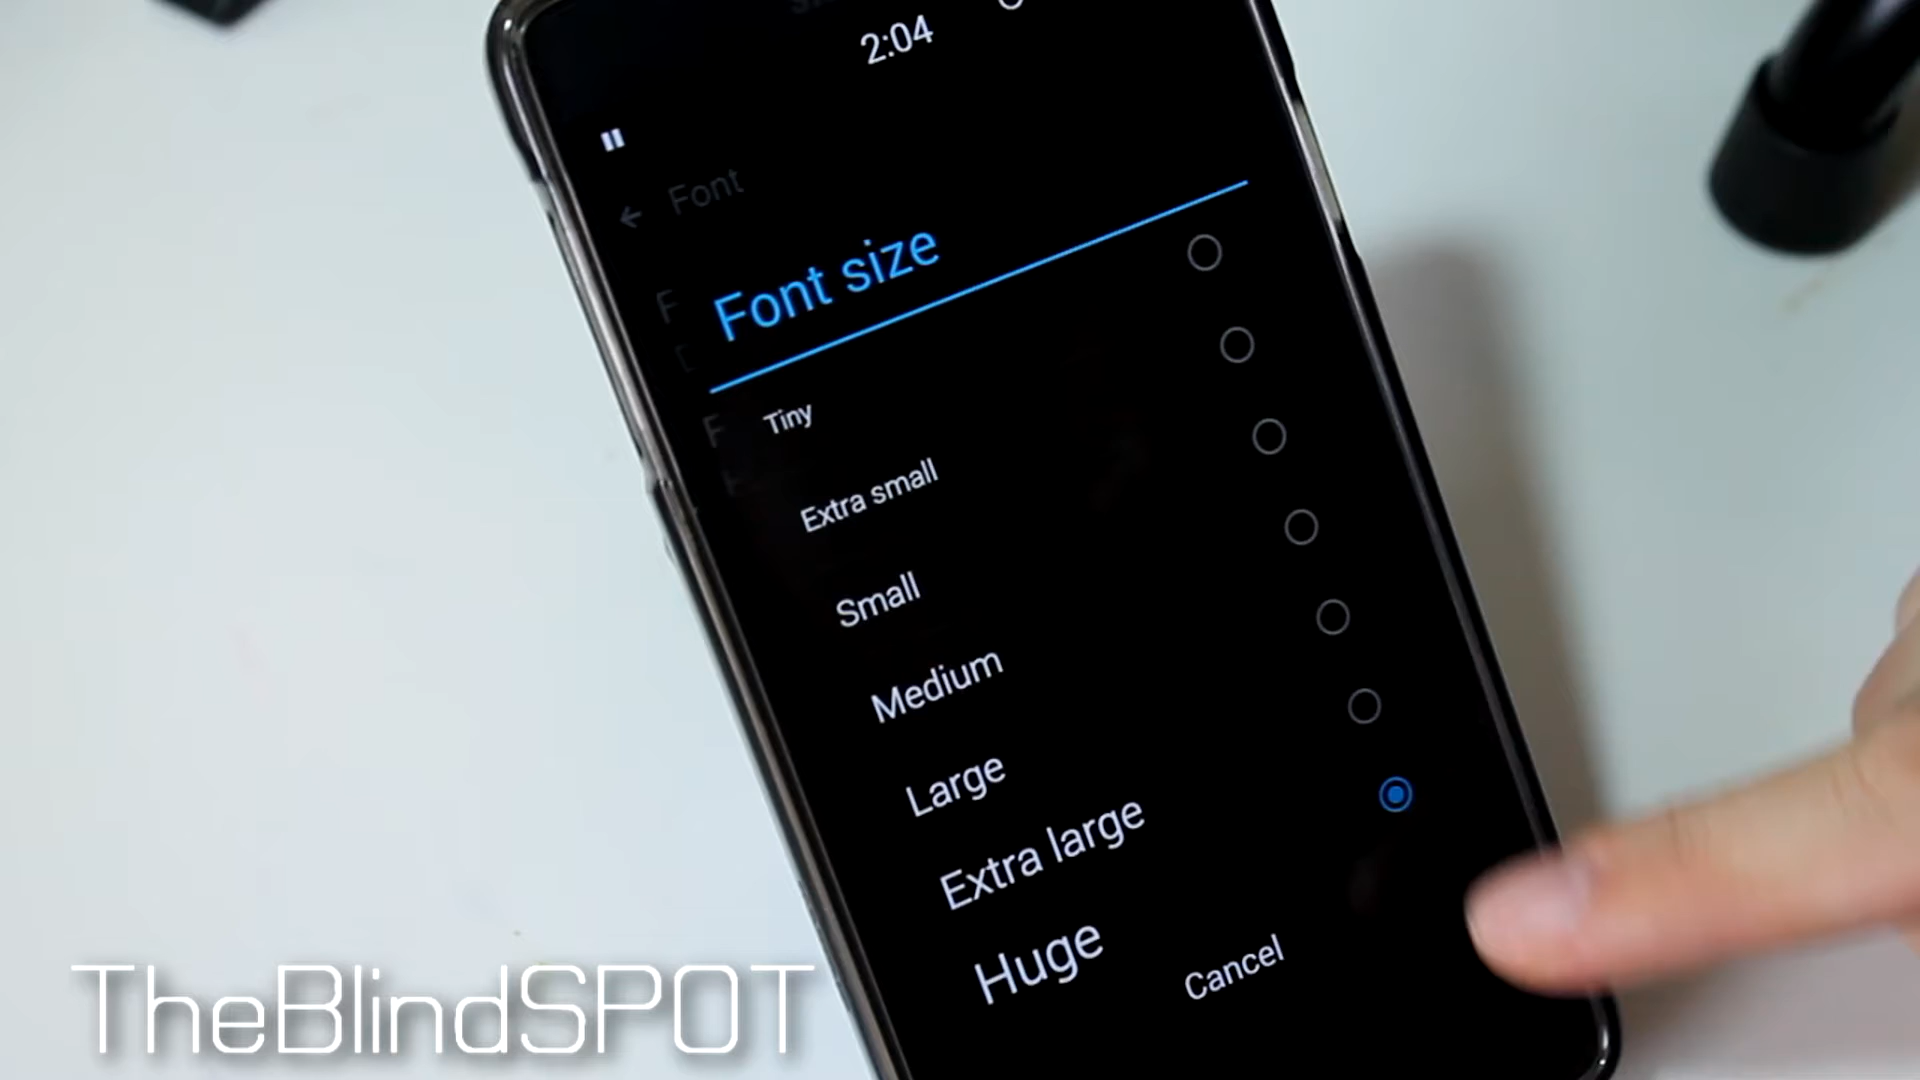 2:04
Font
Font size
Tiny
Extra small
Small
Medium
Large
Extra large
Huge
Cancel
TheBlindSPOT